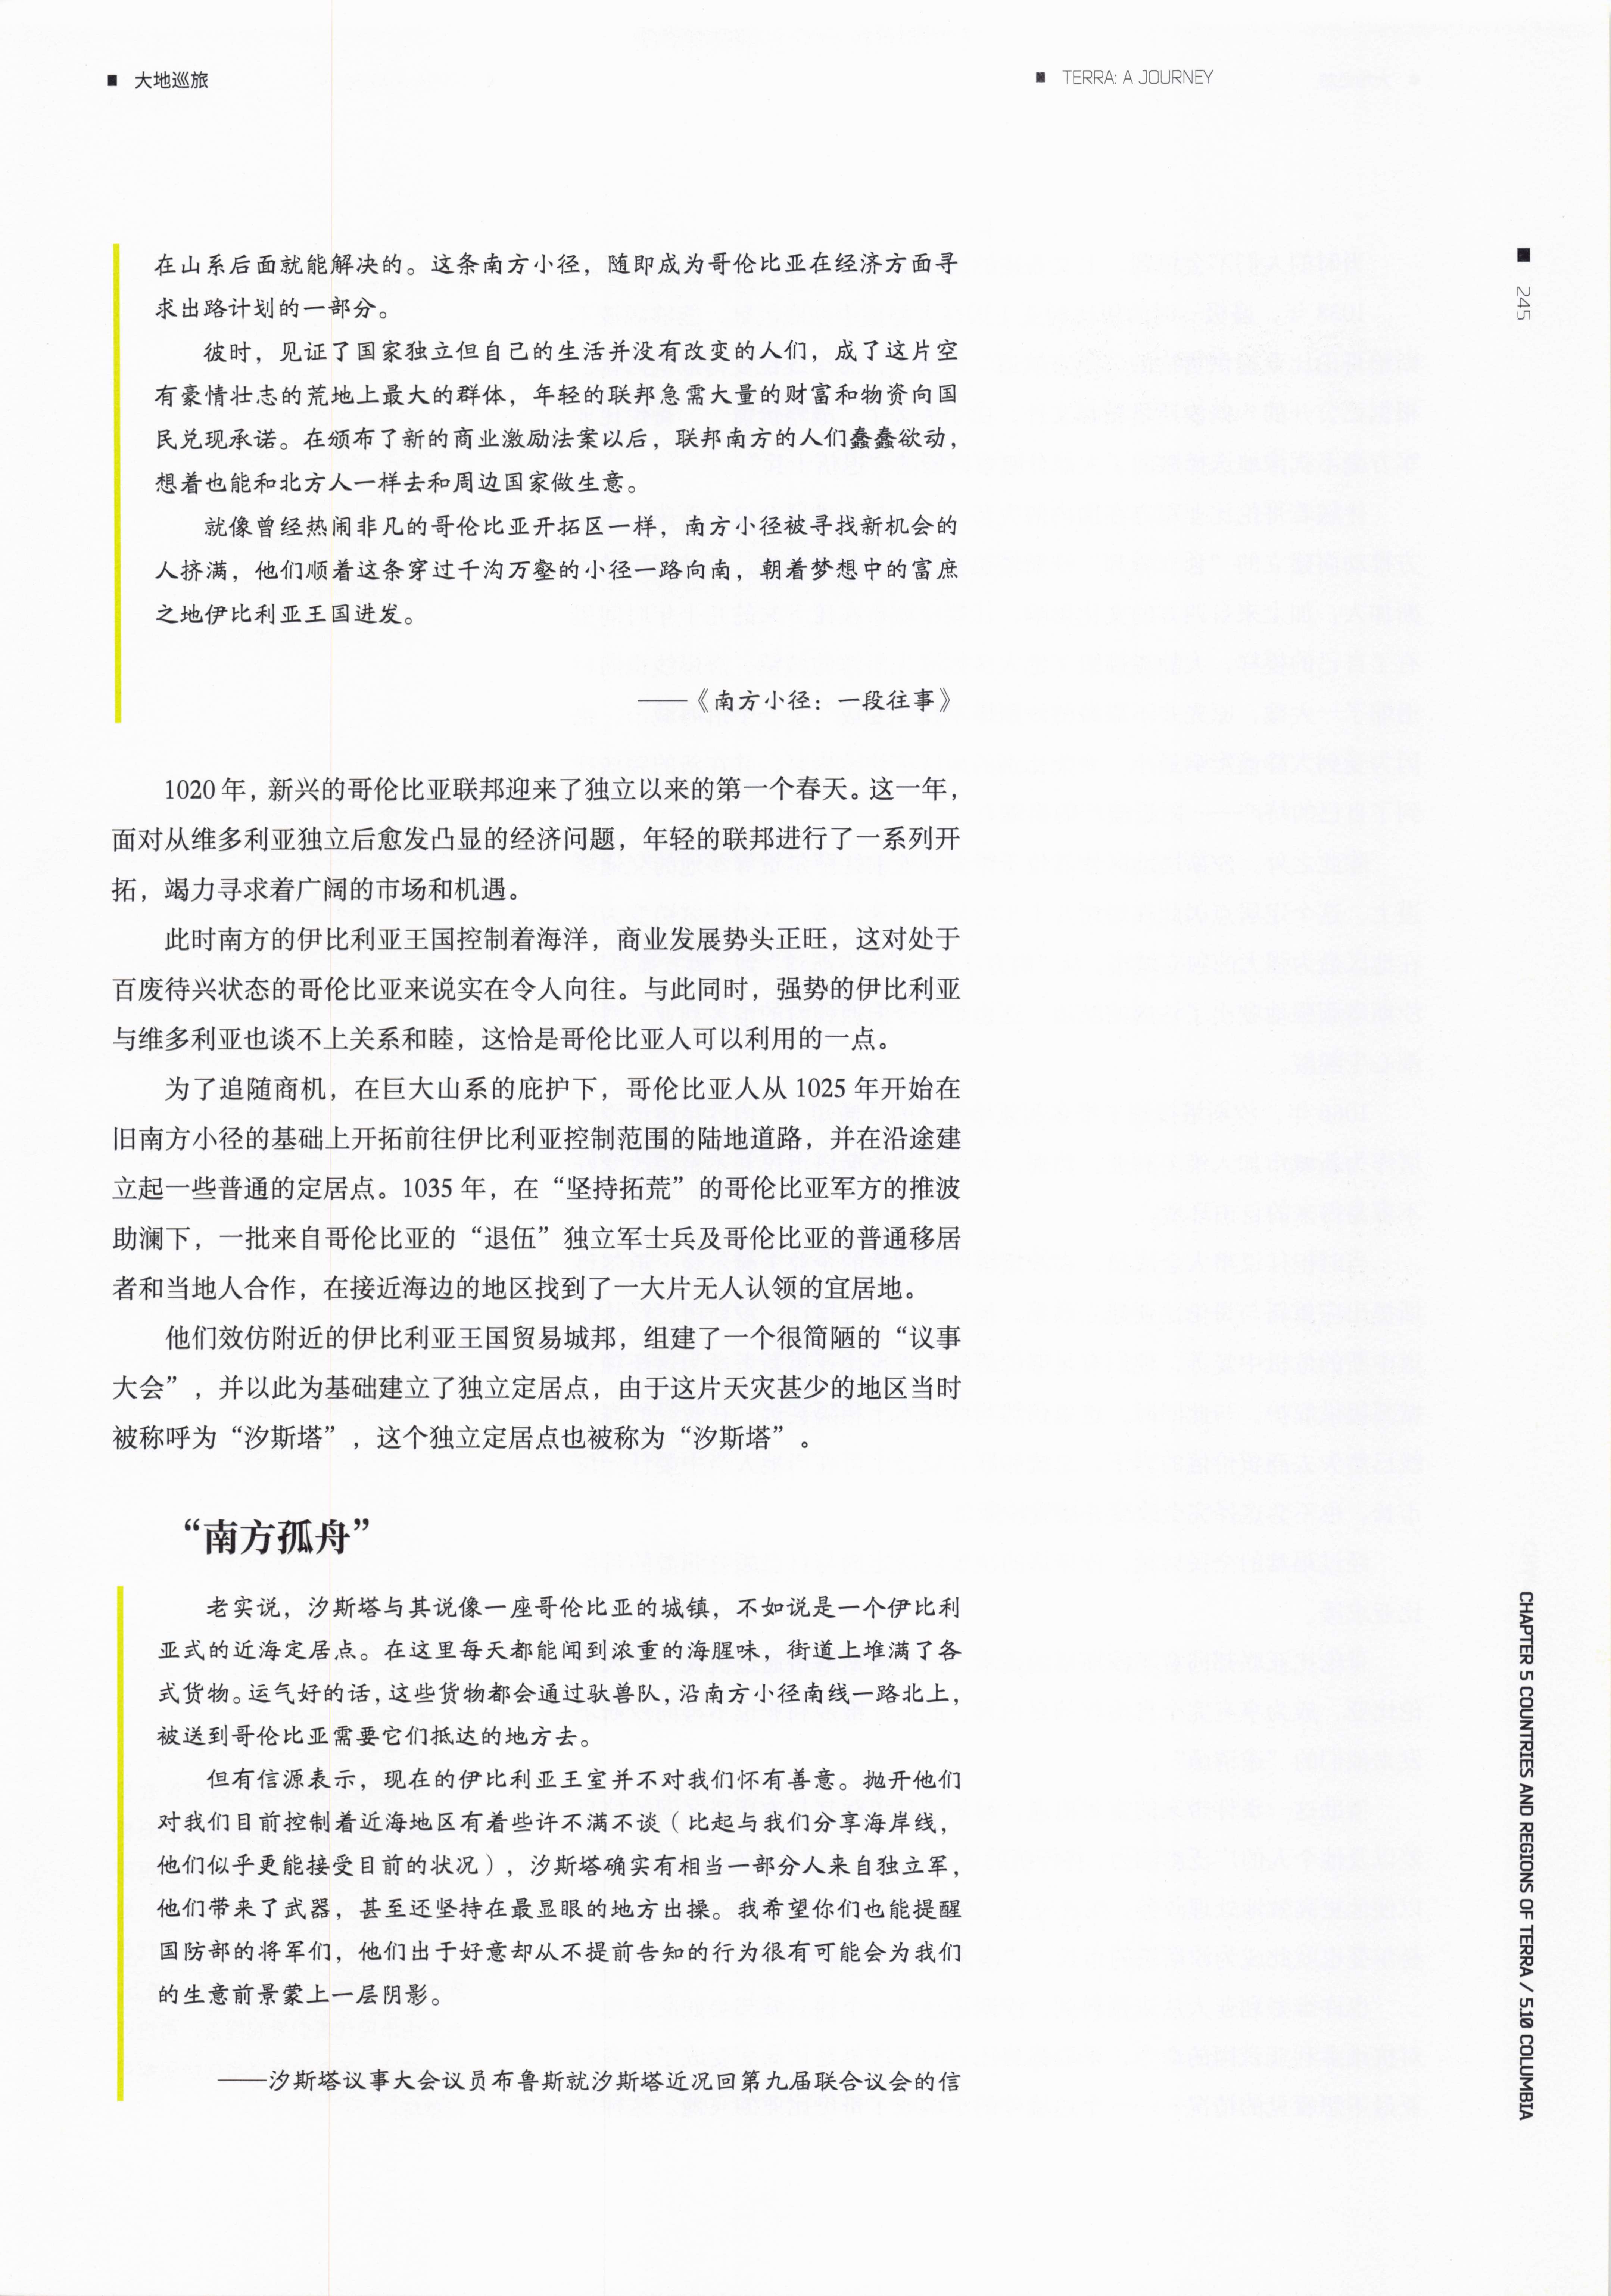 ■ 大地巡旅
■ TERRA: A JOURNEY
■ 245
在山系后面就能解决的。这条南方小径，随即成为哥伦比亚在经济方面寻
求出路计划的一部分。
彼时，见证了国家独立但自己的生活并没有改变的人们，成了这片空
有豪情壮志的荒地上最大的群体，年轻的联邦急需大量的财富和物资向国
民兑现承诺。在颁布了新的商业激励法案以后，联邦南方的人们蠢蠢欲动，
想着也能和北方人一样去和周边国家做生意。
就像曾经热闹非凡的哥伦比亚开拓区一样，南方小径被寻找新机会的
人挤满，他们顺着这条穿过千沟万壑的小径一路向南，朝着梦想中的富庶
之地伊比利亚王国进发。
——《南方小径：一段往事》
1020 年，新兴的哥伦比亚联邦迎来了独立以来的第一个春天。这一年，
面对从维多利亚独立后愈发凸显的经济问题，年轻的联邦进行了一系列开
拓，竭力寻求着广阔的市场和机遇。
此时南方的伊比利亚王国控制着海洋，商业发展势头正旺，这对处于
百废待兴状态的哥伦比亚来说实在令人向往。与此同时，强势的伊比利亚
与维多利亚也谈不上关系和睦，这恰是哥伦比亚人可以利用的一点。
为了追随商机，在巨大山系的庇护下，哥伦比亚人从 1025 年开始在
旧南方小径的基础上开拓前往伊比利亚控制范围的陆地道路，并在沿途建
立起一些普通的定居点。1035 年，在“坚持拓荒”的哥伦比亚军方的推波
助澜下，一批来自哥伦比亚的“退伍”独立军士兵及哥伦比亚的普通移居
者和当地人合作，在接近海边的地区找到了一大片无人认领的宜居地。
他们效仿附近的伊比利亚王国贸易城邦，组建了一个很简陋的“议事
大会”，并以此为基础建立了独立定居点，由于这片天灾甚少的地区当时
被称呼为“汐斯塔”，这个独立定居点也被称为“汐斯塔”。
“南方孤舟”
老实说，汐斯塔与其说像一座哥伦比亚的城镇，不如说是一个伊比利
亚式的近海定居点。在这里每天都能闻到浓重的海腥味，街道上堆满了各
式货物。运气好的话，这些货物都会通过驮兽队，沿南方小径南线一路北上，
被送到哥伦比亚需要它们抵达的地方去。
但有信源表示，现在的伊比利亚王室并不对我们怀有善意。抛开他们
对我们目前控制着近海地区有着些许不满不谈（比起与我们分享海岸线，
他们似乎更能接受目前的状况），汐斯塔确实有相当一部分人来自独立军，
他们带来了武器，甚至还坚持在最显眼的地方出操。我希望你们也能提醒
国防部的将军们，他们出于好意却从不提前告知的行为很有可能会为我们
的生意前景蒙上一层阴影。
——汐斯塔议事大会议员布鲁斯就汐斯塔近况回第九届联合议会的信
CHAPTER 5 COUNTRIES AND REGIONS OF TERRA / 5.10 COLUMBIA